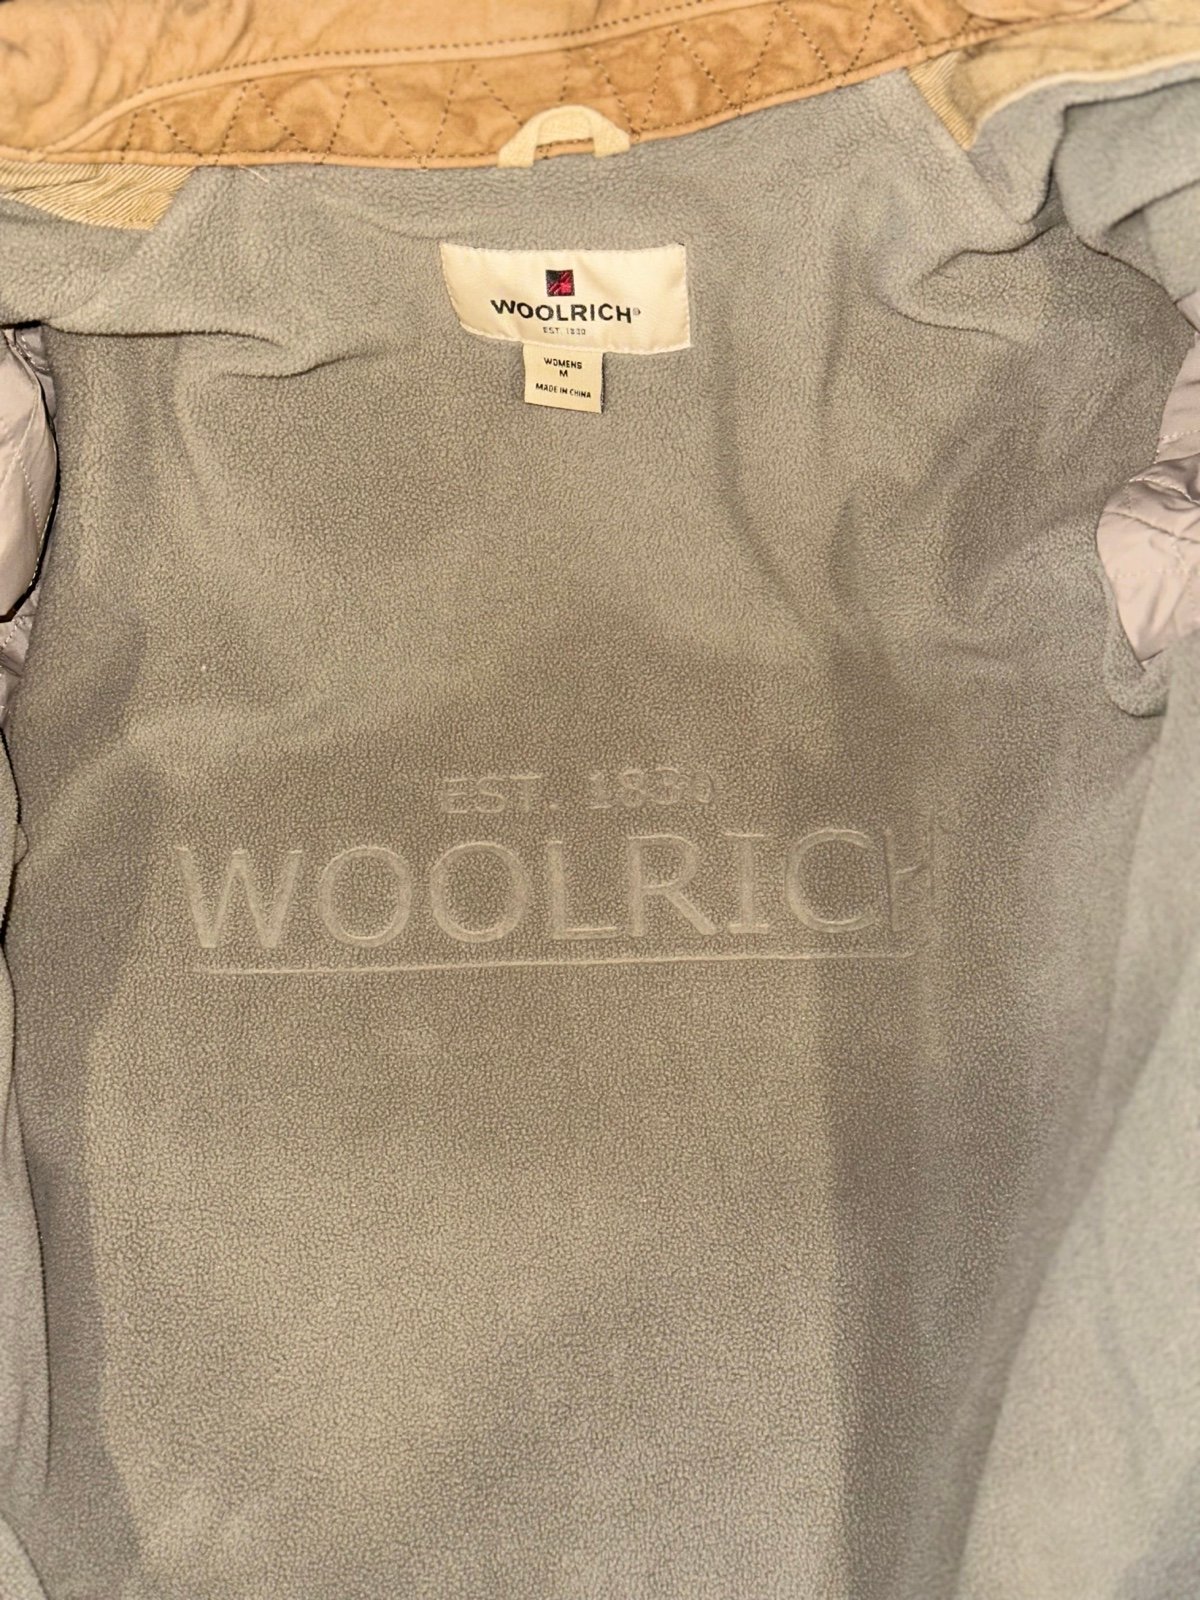 WOOLRICH®
EST. 1830
WOMENS
M
MADE IN CHINA
EST. 1830
WOOLRICH